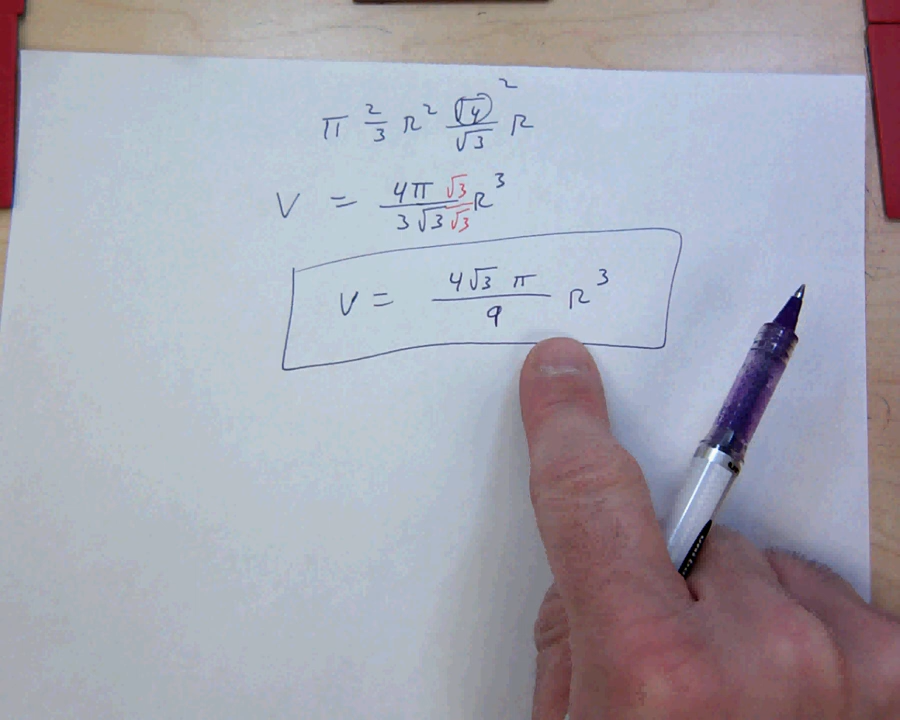 π 2/3 R² (√4)²/√3 R
V = 4π√3/3√3√3 R³
V = 4√3 π/9 R³